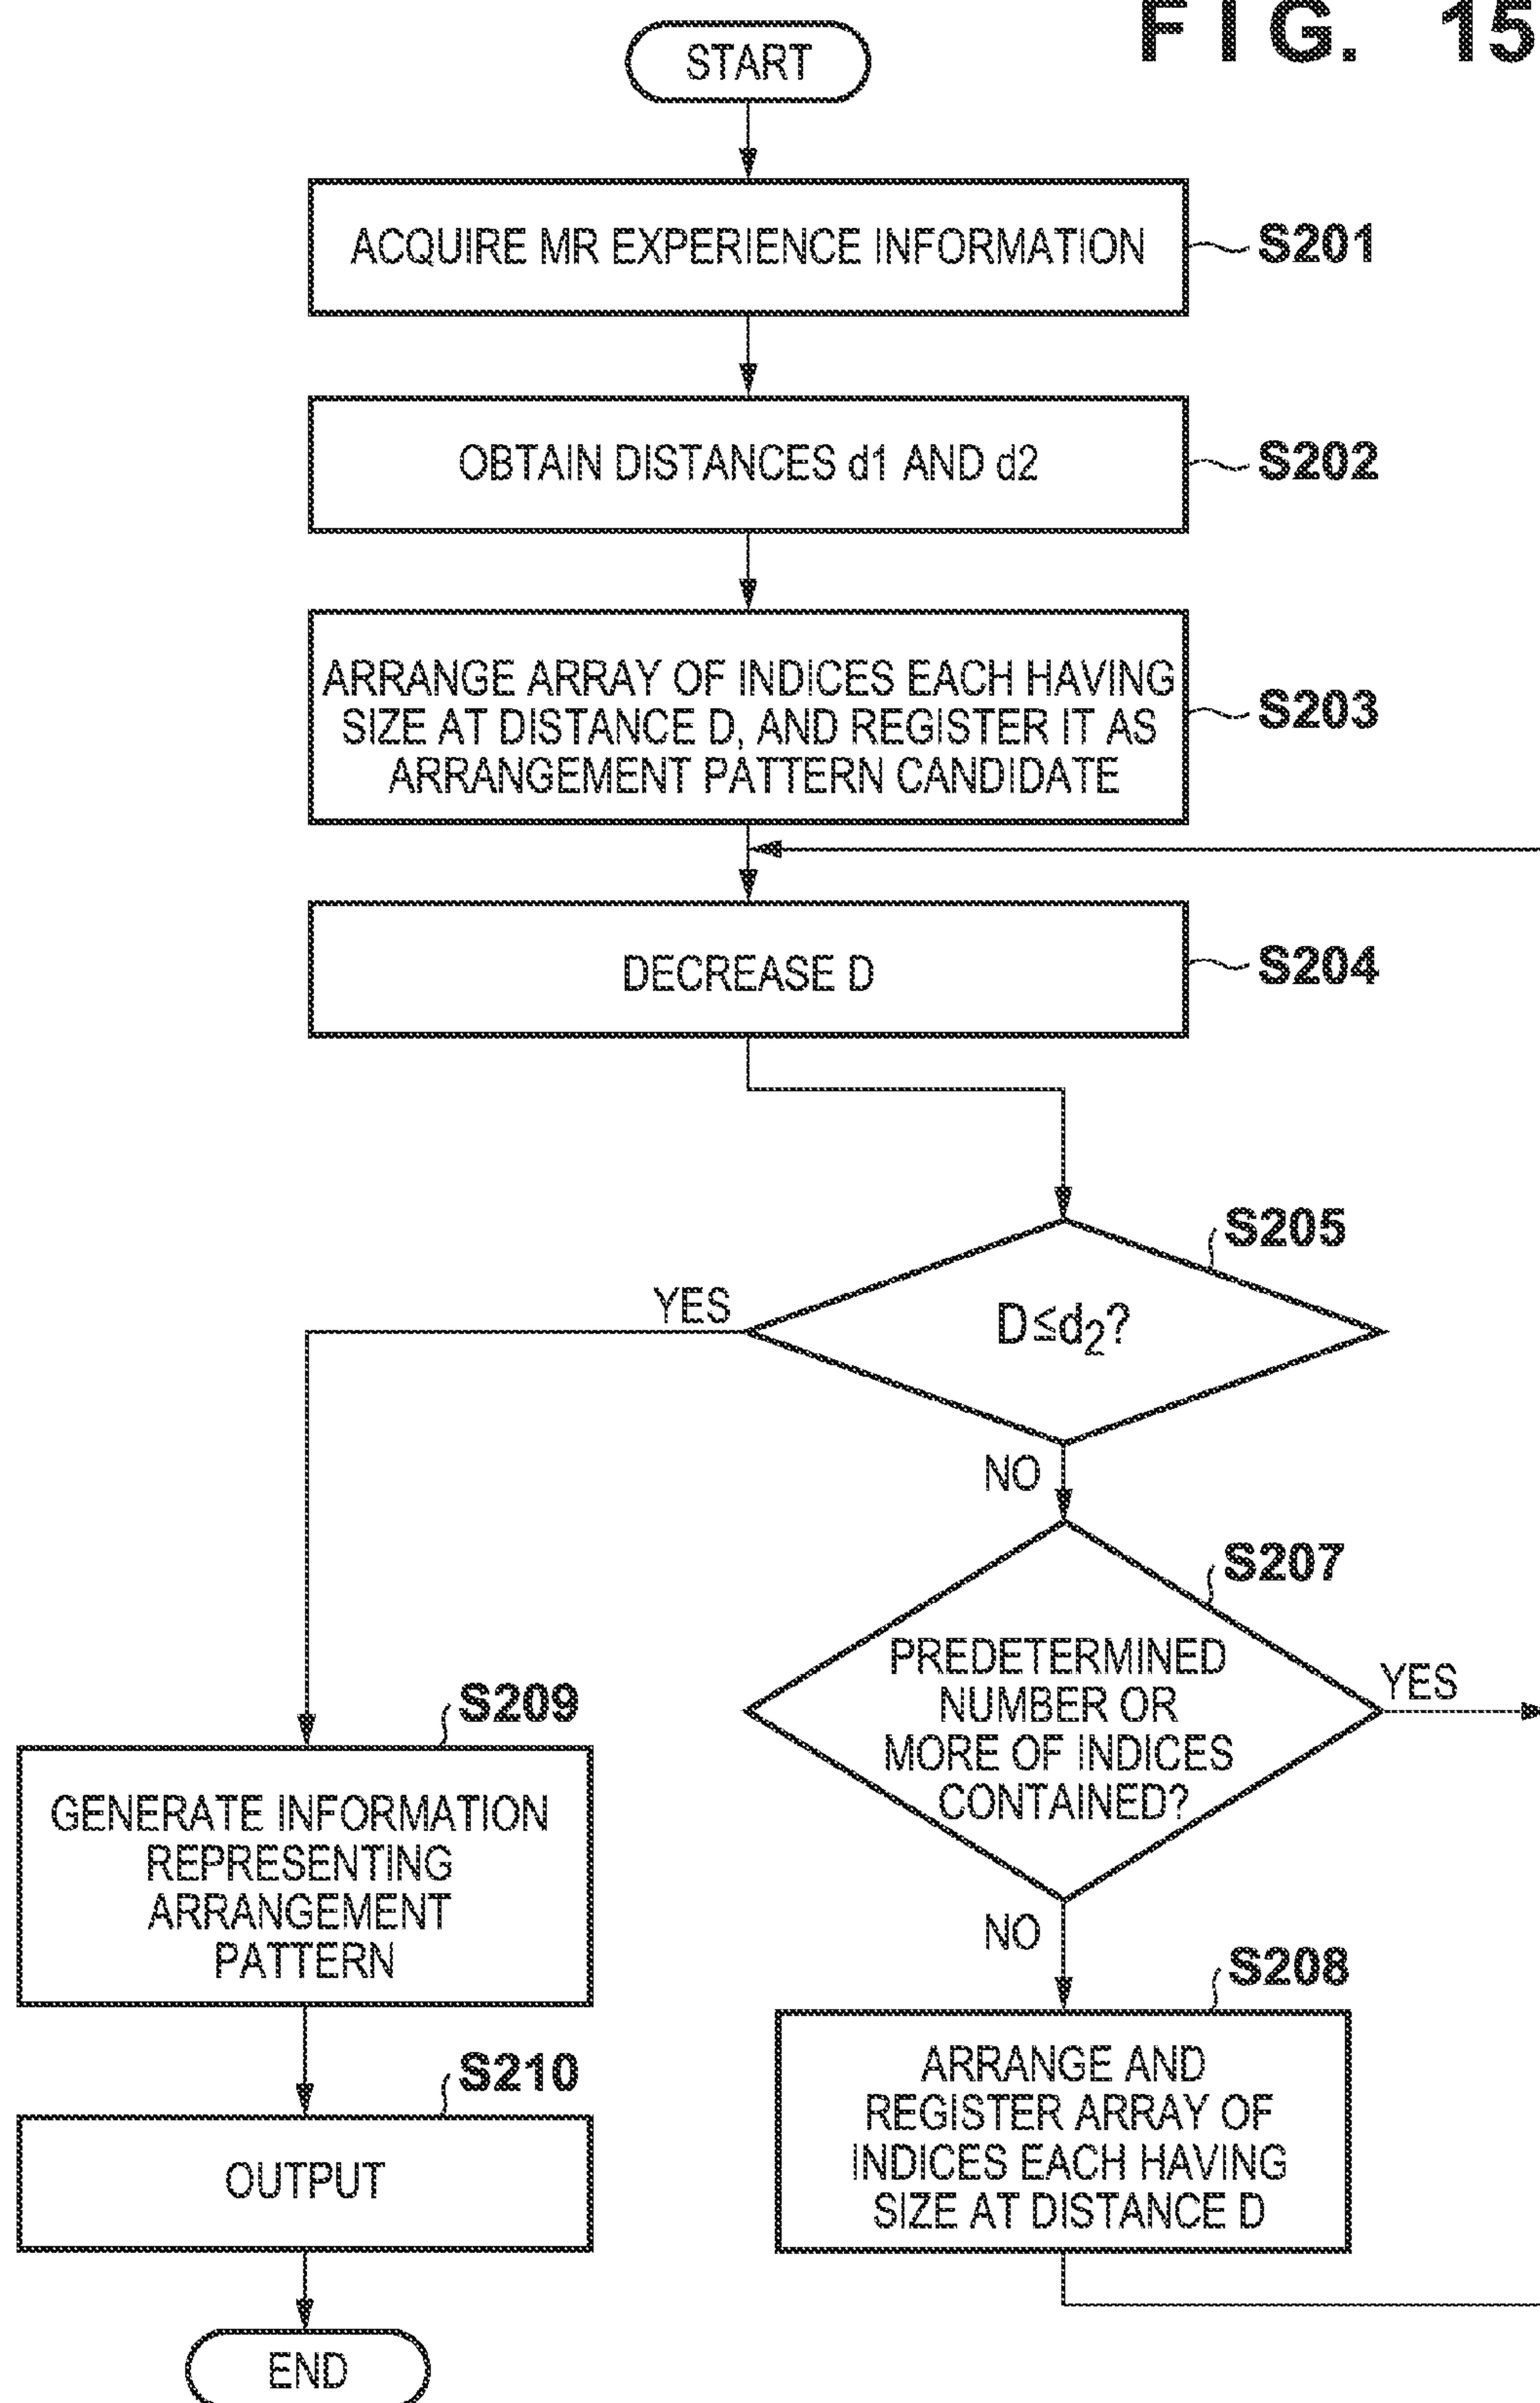 FIG. 15
START
ACQUIRE MR EXPERIENCE INFORMATION
S201
OBTAIN DISTANCES d1 AND d2
S202
ARRANGE ARRAY OF INDICES EACH HAVING
SIZE AT DISTANCE D, AND REGISTER IT AS
ARRANGEMENT PATTERN CANDIDATE
S203
DECREASE D
S204
S205
YES
D≤d2?
NO
S207
PREDETERMINED
NUMBER OR
MORE OF INDICES
CONTAINED?
YES
NO
S209
GENERATE INFORMATION
REPRESENTING
ARRANGEMENT
PATTERN
S208
ARRANGE AND
REGISTER ARRAY OF
INDICES EACH HAVING
SIZE AT DISTANCE D
S210
OUTPUT
END